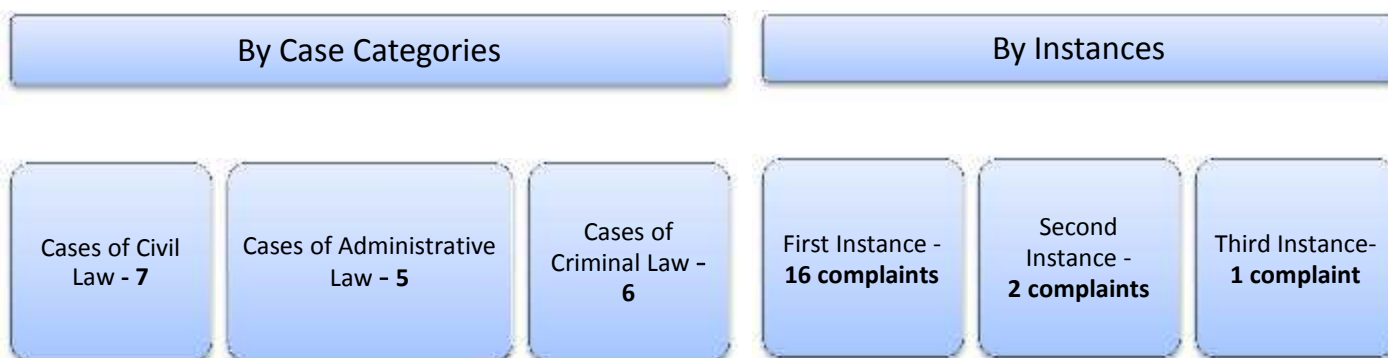 By Case Categories
By Instances
Cases of Civil
Law - 7
Cases of Administrative
Law – 5
Cases of
Criminal Law –
6
First Instance -
16 complaints
Second
Instance -
2 complaints
Third Instance-
1 complaint